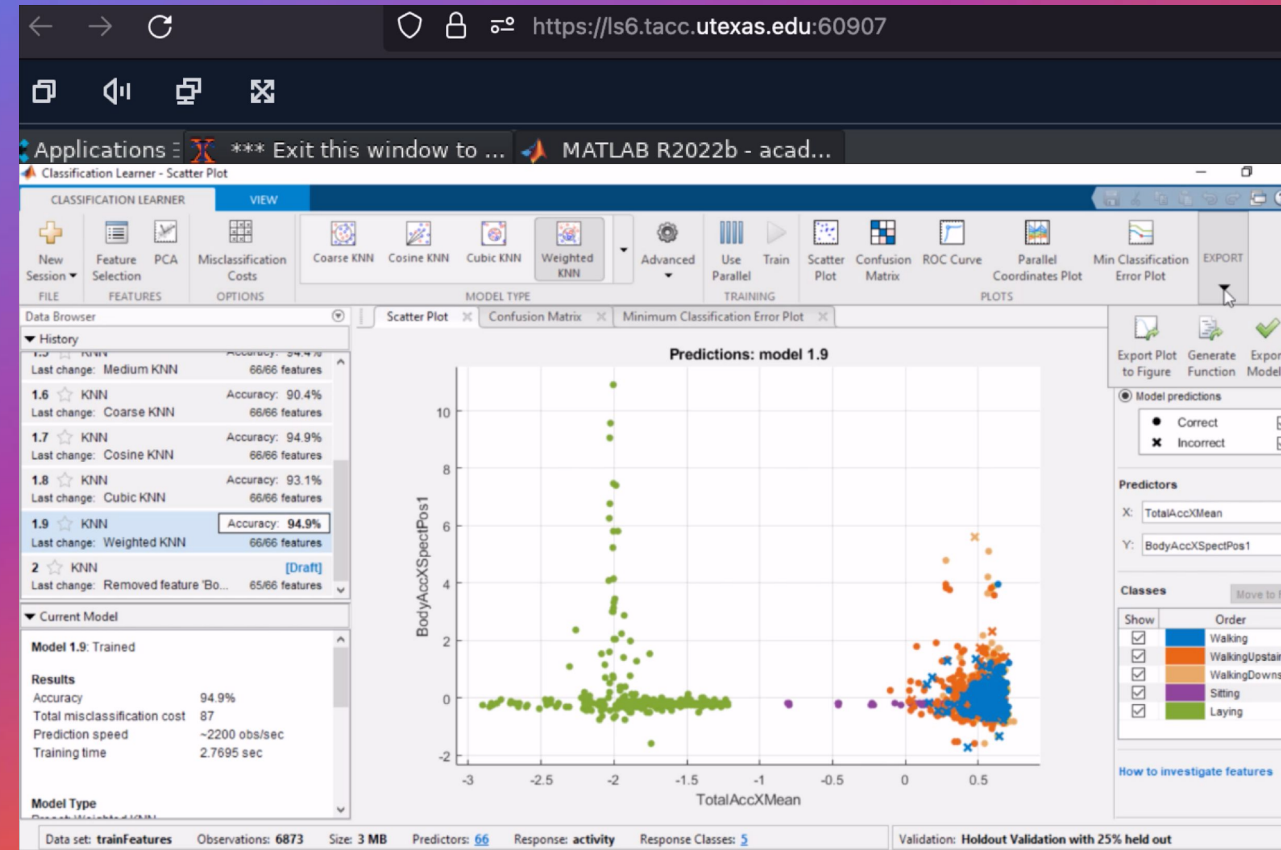 https://ls6.tacc.utexas.edu:60907
Applications
*** Exit this window to ...
MATLAB R2022b - acad...
Classification Learner - Scatter Plot
CLASSIFICATION LEARNER
VIEW
New Session
Feature Selection
PCA
Misclassification Costs
Coarse KNN
Cosine KNN
Cubic KNN
Weighted KNN
Advanced
Use Parallel
Train
Scatter Plot
Confusion Matrix
ROC Curve
Parallel Coordinates Plot
Min Classification Error Plot
EXPORT
FILE
FEATURES
OPTIONS
MODEL TYPE
TRAINING
PLOTS
Export Plot to Figure
Generate Function
Data Browser
History
Last change: Medium KNN 66/66 features
1.6 KNN Accuracy: 90.4%
Last change: Coarse KNN 66/66 features
1.7 KNN Accuracy: 94.9%
Last change: Cosine KNN 66/66 features
1.8 KNN Accuracy: 93.1%
Last change: Cubic KNN 66/66 features
1.9 KNN Accuracy: 94.9%
Last change: Weighted KNN 66/66 features
2 KNN [Draft]
Last change: Removed feature 'Bo... 65/66 features
Current Model
Model 1.9: Trained
Results
Accuracy 94.9%
Total misclassification cost 87
Prediction speed ~2200 obs/sec
Training time 2.7695 sec
Model Type
Scatter Plot
Confusion Matrix
Minimum Classification Error Plot
Predictions: model 1.9
BodyAccXSpectPos1
10
8
6
4
2
0
-2
-3 -2.5 -2 -1.5 -1 -0.5 0 0.5
TotalAccXMean
Model predictions
Correct
Incorrect
Predictors
X: TotalAccXMean
Y: BodyAccXSpectPos1
Classes
Move to
Show Order
Walking
WalkingUpstair
WalkingDowns
Sitting
Laying
How to investigate features
Data set: trainFeatures Observations: 6873 Size: 3 MB Predictors: 66 Response: activity Response Classes: 5
Validation: Holdout Validation with 25% held out